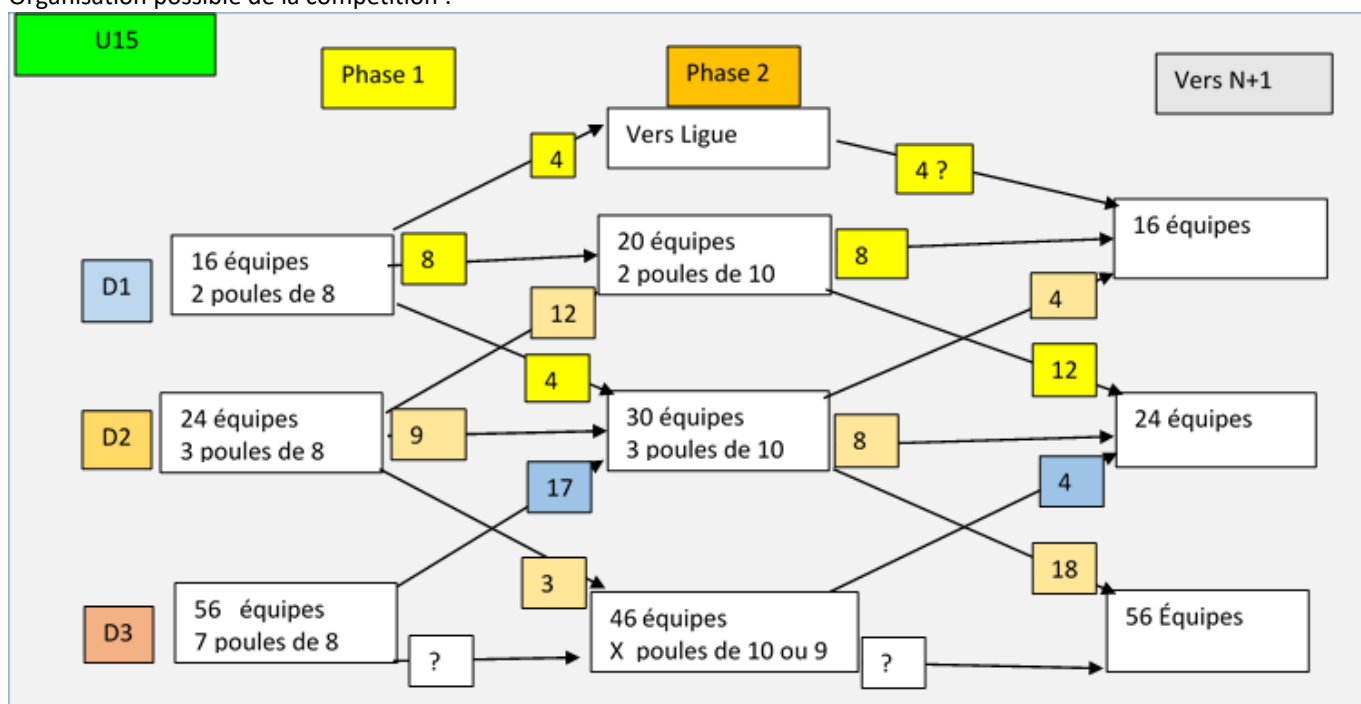 Organisation possible de la compétition :
U15
Phase 1
Phase 2
Vers N+1
4
Vers Ligue
4 ?
D1
16 équipes
2 poules de 8
8
20 équipes
2 poules de 10
8
16 équipes
12
4
4
12
D2
24 équipes
3 poules de 8
9
30 équipes
3 poules de 10
8
24 équipes
17
4
3
18
D3
56 équipes
7 poules de 8
?
46 équipes
X poules de 10 ou 9
?
56 Équipes